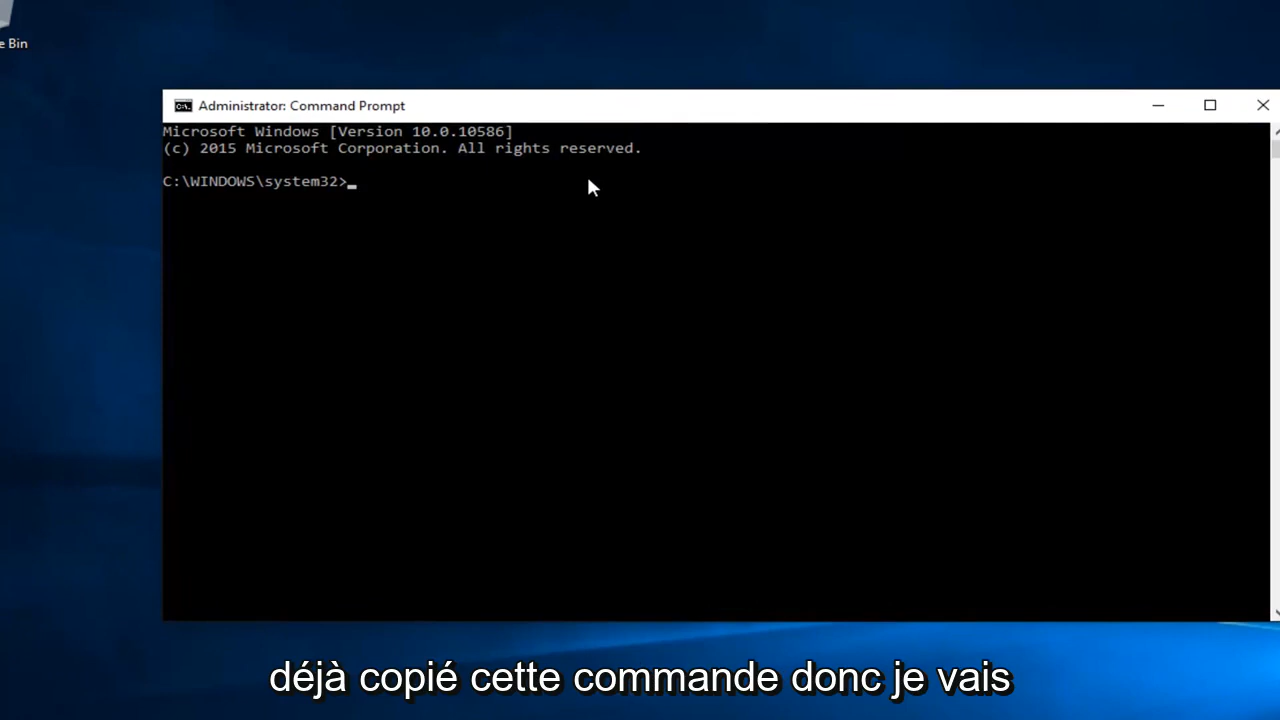 e Bin
Administrator: Command Prompt
Microsoft Windows [Version 10.0.10586]
(c) 2015 Microsoft Corporation. All rights reserved.
C:\WINDOWS\system32>
déjà copié cette commande donc je vais